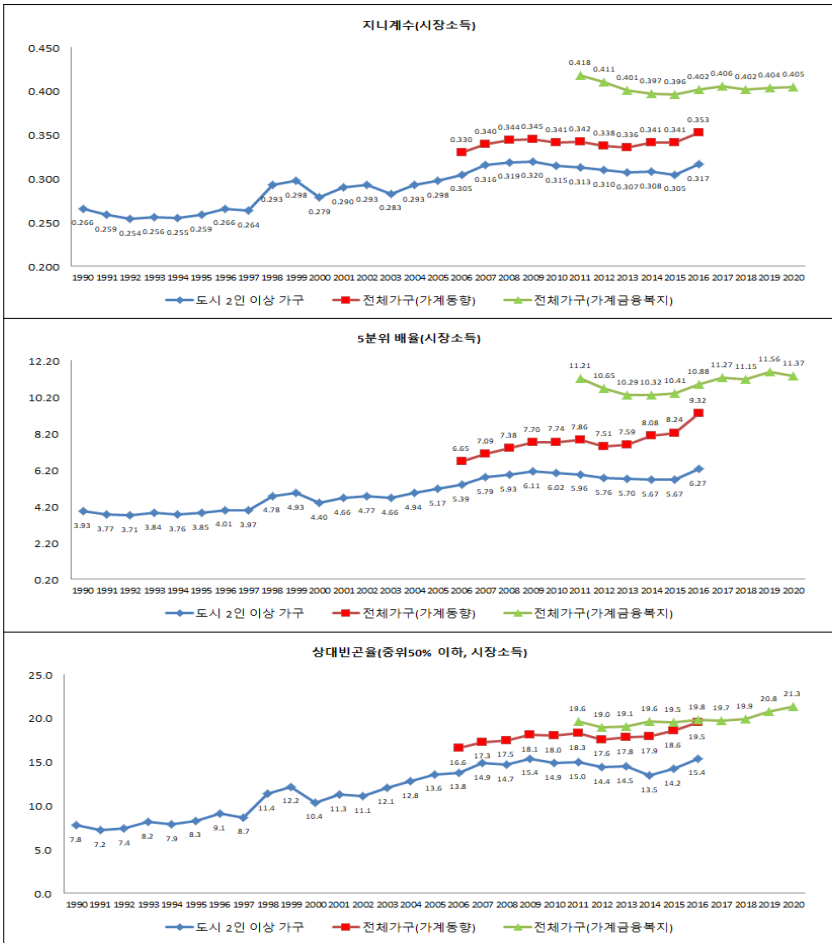 지니계수(시장소득)
0.450
0.400
0.350
0.300
0.250
0.200
0.418 0.411 0.401 0.397 0.396 0.402 0.406 0.402 0.404 0.405
0.330 0.340 0.344 0.345 0.341 0.342 0.338 0.336 0.341 0.341 0.353
0.266 0.259 0.254 0.256 0.255 0.259 0.266 0.264 0.293 0.298 0.279 0.290 0.293 0.283 0.293 0.298 0.305 0.316 0.319 0.320 0.315 0.313 0.310 0.307 0.308 0.305 0.317
1990 1991 1992 1993 1994 1995 1996 1997 1998 1999 2000 2001 2002 2003 2004 2005 2006 2007 2008 2009 2010 2011 2012 2013 2014 2015 2016 2017 2018 2019 2020
도시 2인 이상 가구 전체가구(가계동향) 전체가구(가계금융복지)
5분위 배율(시장소득)
12.20
10.20
8.20
6.20
4.20
2.20
0.20
11.21 10.65 10.29 10.32 10.41 10.88 11.27 11.15 11.56 11.37
6.65 7.09 7.38 7.70 7.74 7.86 7.51 7.59 8.08 8.24 9.32
3.93 3.77 3.71 3.84 3.76 3.85 4.01 3.97 4.78 4.93 4.40 4.66 4.77 4.66 4.94 5.17 5.39 5.79 5.93 6.11 6.02 5.96 5.76 5.70 5.67 5.67 6.27
1990 1991 1992 1993 1994 1995 1996 1997 1998 1999 2000 2001 2002 2003 2004 2005 2006 2007 2008 2009 2010 2011 2012 2013 2014 2015 2016 2017 2018 2019 2020
도시 2인 이상 가구 전체가구(가계동향) 전체가구(가계금융복지)
상대빈곤율(중위50% 이하, 시장소득)
25.0
20.0
15.0
10.0
5.0
0.0
19.6 19.0 19.1 19.6 19.5 19.8 19.7 19.9 20.8 21.3
16.6 17.3 17.5 18.1 18.0 18.3 17.6 17.8 17.9 18.6 19.5
7.8 7.2 7.4 8.2 7.9 8.3 9.1 8.7 11.4 12.2 10.4 11.3 11.1 12.1 12.8 13.6 13.8 14.9 14.7 15.4 14.9 15.0 14.4 14.5 13.5 14.2 15.4
1990 1991 1992 1993 1994 1995 1996 1997 1998 1999 2000 2001 2002 2003 2004 2005 2006 2007 2008 2009 2010 2011 2012 2013 2014 2015 2016 2017 2018 2019 2020
도시 2인 이상 가구 전체가구(가계동향) 전체가구(가계금융복지)